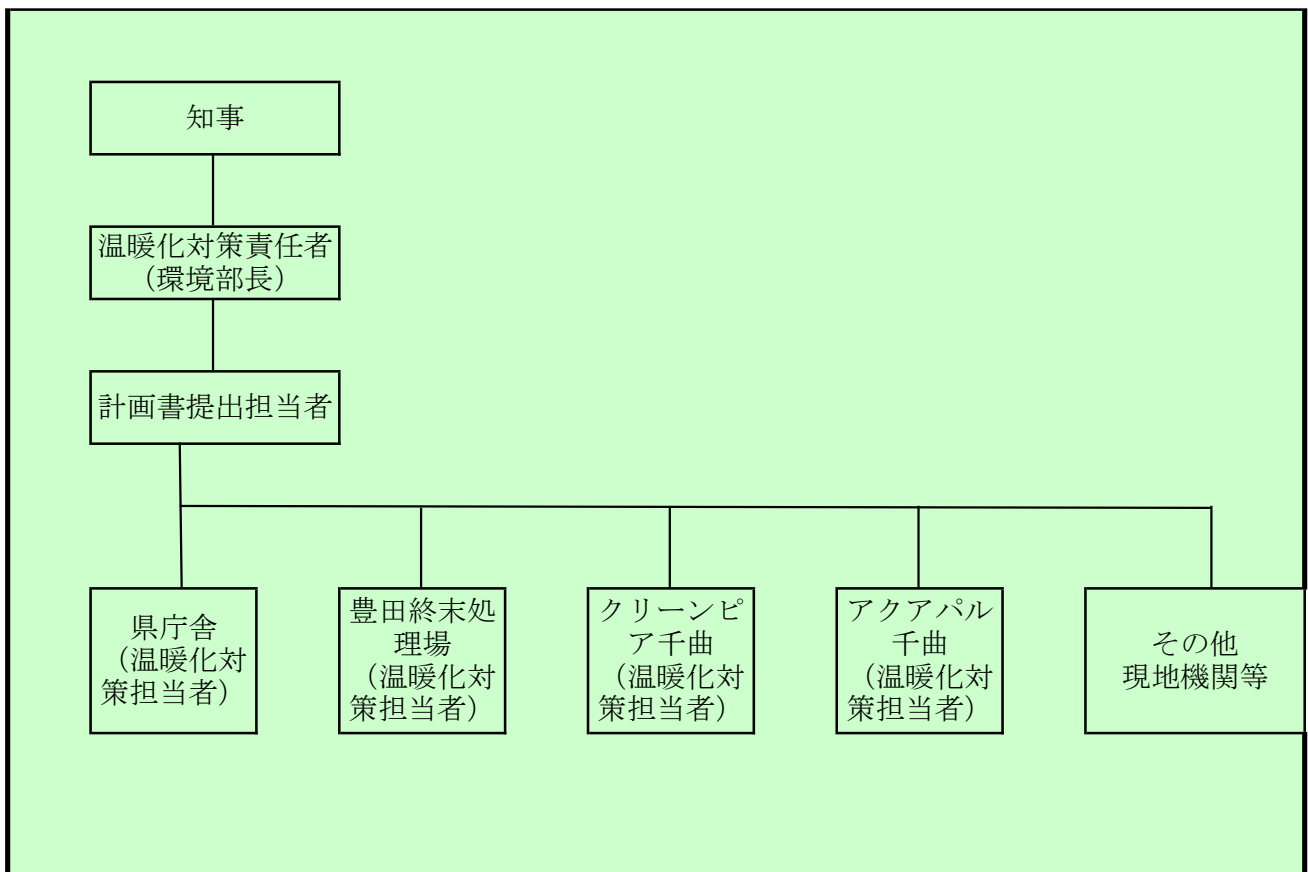 知事
温暖化対策責任者
（環境部長）
計画書提出担当者
県庁舎
（温暖化対
策担当者）
豊田終末処
理場
（温暖化対
策担当者）
クリーンピ
ア千曲
（温暖化対
策担当者）
アクアパル
千曲
（温暖化対
策担当者）
その他
現地機関等